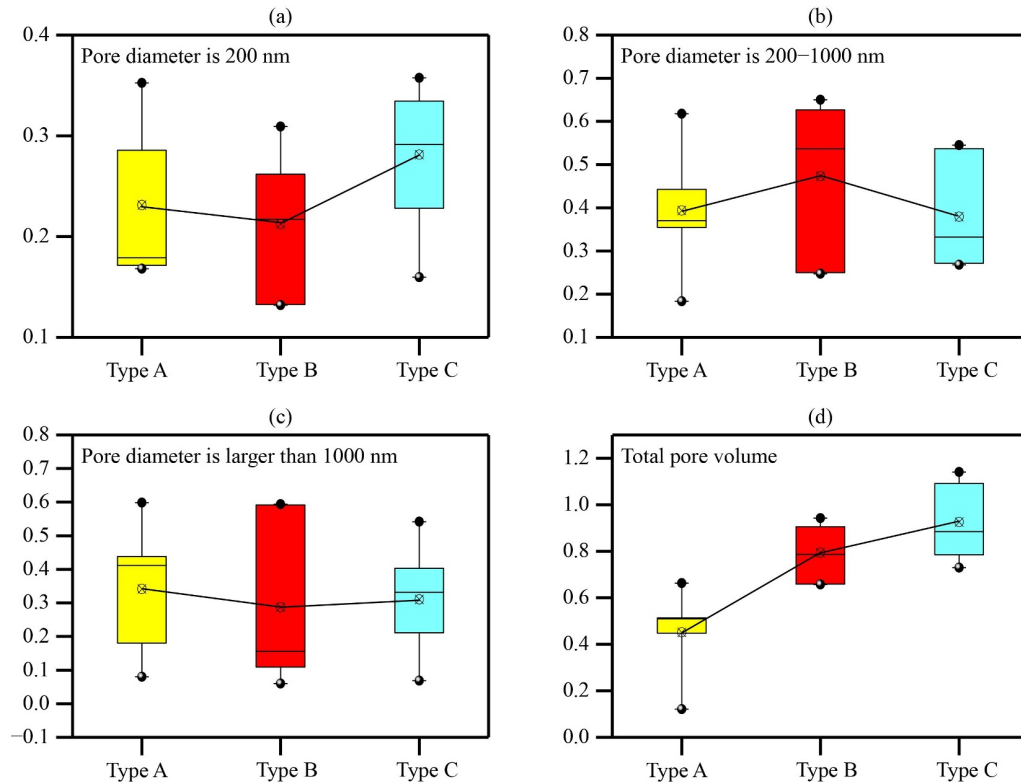 (a)
Pore diameter is 200 nm
0.4
0.3
0.2
0.1
Type A Type B Type C
(b)
Pore diameter is 200−1000 nm
0.8
0.7
0.6
0.5
0.4
0.3
0.2
0.1
Type A Type B Type C
(c)
Pore diameter is larger than 1000 nm
0.8
0.7
0.6
0.5
0.4
0.3
0.2
0.1
0.0
−0.1
Type A Type B Type C
(d)
Total pore volume
1.2
1.0
0.8
0.6
0.4
0.2
0.0
Type A Type B Type C